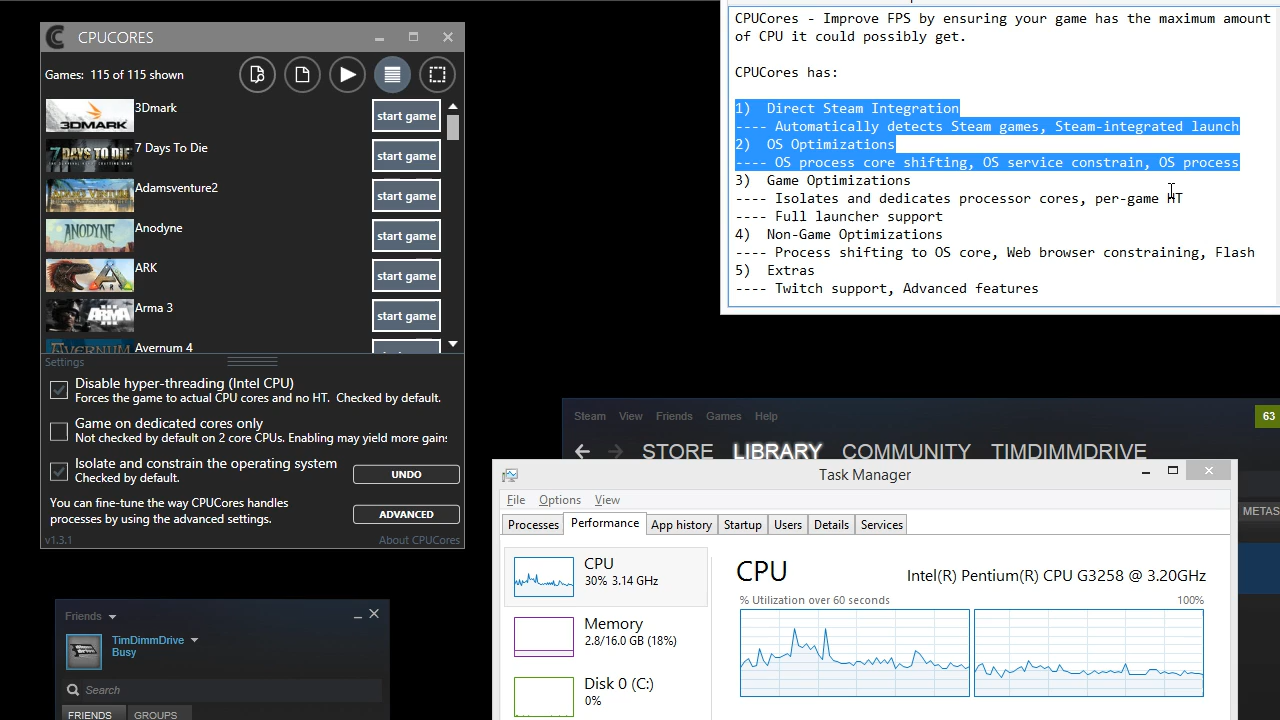 CPUCORES
Games: 115 of 115 shown
3DMARK
3Dmark
start game
7 DAYS TO DIE
7 Days To Die
start game
Adamsventure2
start game
ANODYNE
Anodyne
start game
ARK
start game
ARMA
Arma 3
start game
AVERNUM
Avernum 4
Settings
Disable hyper-threading (Intel CPU)
Forces the game to actual CPU cores and no HT. Checked by default.
Game on dedicated cores only
Not checked by default on 2 core CPUs. Enabling may yield more gains
Isolate and constrain the operating system
Checked by default.
UNDO
You can fine-tune the way CPUCores handles
processes by using the advanced settings.
ADVANCED
v1.3.1
About CPUCores
CPUCores - Improve FPS by ensuring your game has the maximum amount
of CPU it could possibly get.
CPUCores has:
1) Direct Steam Integration
---- Automatically detects Steam games, Steam-integrated launch
2) OS Optimizations
---- OS process core shifting, OS service constrain, OS process
3) Game Optimizations
---- Isolates and dedicates processor cores, per-game HT
---- Full launcher support
4) Non-Game Optimizations
---- Process shifting to OS core, Web browser constraining, Flash
5) Extras
---- Twitch support, Advanced features
Steam View Friends Games Help
63
STORE LIBRARY COMMUNITY TIMDIMMDRIVE
METAS
Task Manager
File Options View
Processes Performance App history Startup Users Details Services
CPU
30% 3.14 GHz
Memory
2.8/16.0 GB (18%)
Disk 0 (C:)
0%
CPU
Intel(R) Pentium(R) CPU G3258 @ 3.20GHz
% Utilization over 60 seconds
100%
Friends
TimDimmDrive
Busy
Search
FRIENDS GROUPS